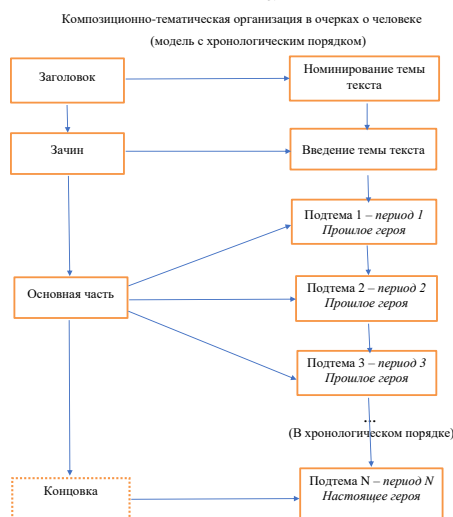 Композиционно-тематическая организация в очерках о человеке
(модель с хронологическим порядком)
Заголовок
Номинирование темы
текста
Зачин
Введение темы текста
Подтема 1 – период 1
Прошлое героя
Основная часть
Подтема 2 – период 2
Прошлое героя
Подтема 3 – период 3
Прошлое героя
...
(В хронологическом порядке)
Концовка
Подтема N – период N
Настоящее героя